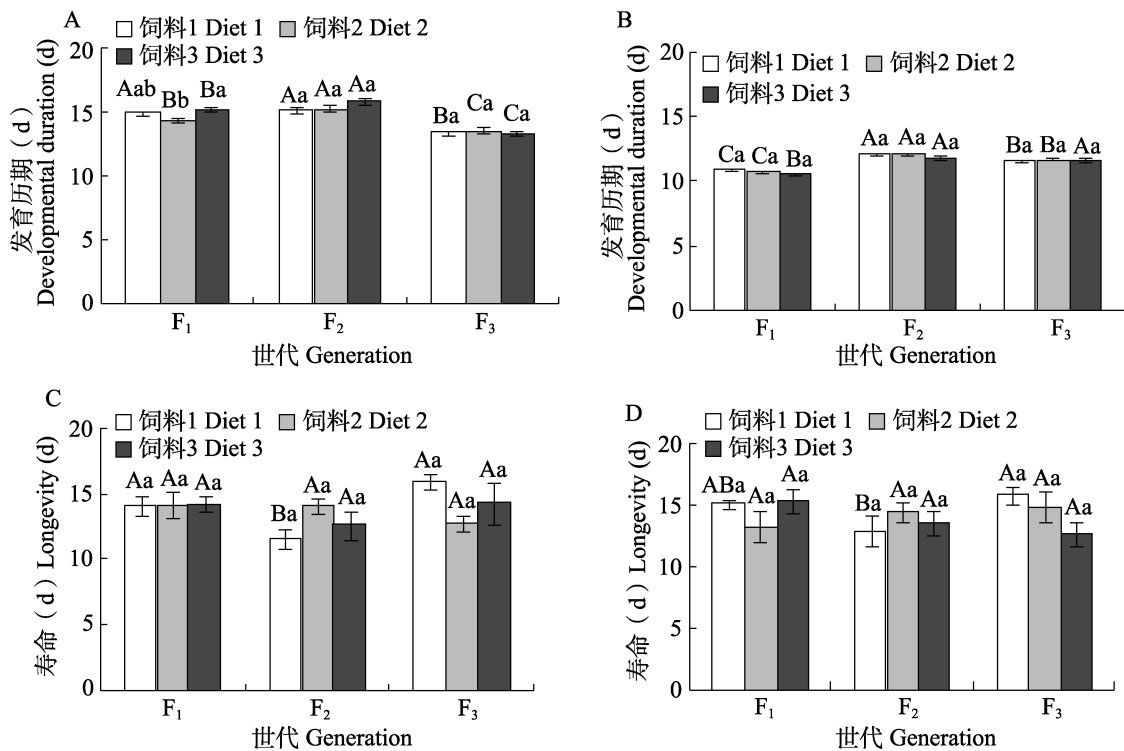 A
饲料1 Diet 1 饲料2 Diet 2
饲料3 Diet 3
发育历期（d）
Developmental duration (d)
20
15
10
5
0
Aab Bb Ba Aa Aa Aa Ba Ca Ca
F₁ F₂ F₃
世代 Generation
B
饲料1 Diet 1 饲料2 Diet 2
饲料3 Diet 3
发育历期（d）
Developmental duration (d)
20
15
10
5
0
Ca Ca Ba Aa Aa Aa Ba Ba Aa
F₁ F₂ F₃
世代 Generation
C
饲料1 Diet 1 饲料2 Diet 2
饲料3 Diet 3
寿命（d）Longevity (d)
20
15
10
5
0
Aa Aa Aa Ba Aa Aa Aa Aa Aa
F₁ F₂ F₃
世代 Generation
D
饲料1 Diet 1 饲料2 Diet 2
饲料3 Diet 3
寿命（d）Longevity (d)
20
15
10
5
0
ABa Aa Aa Ba Aa Aa Aa Aa Aa
F₁ F₂ F₃
世代 Generation